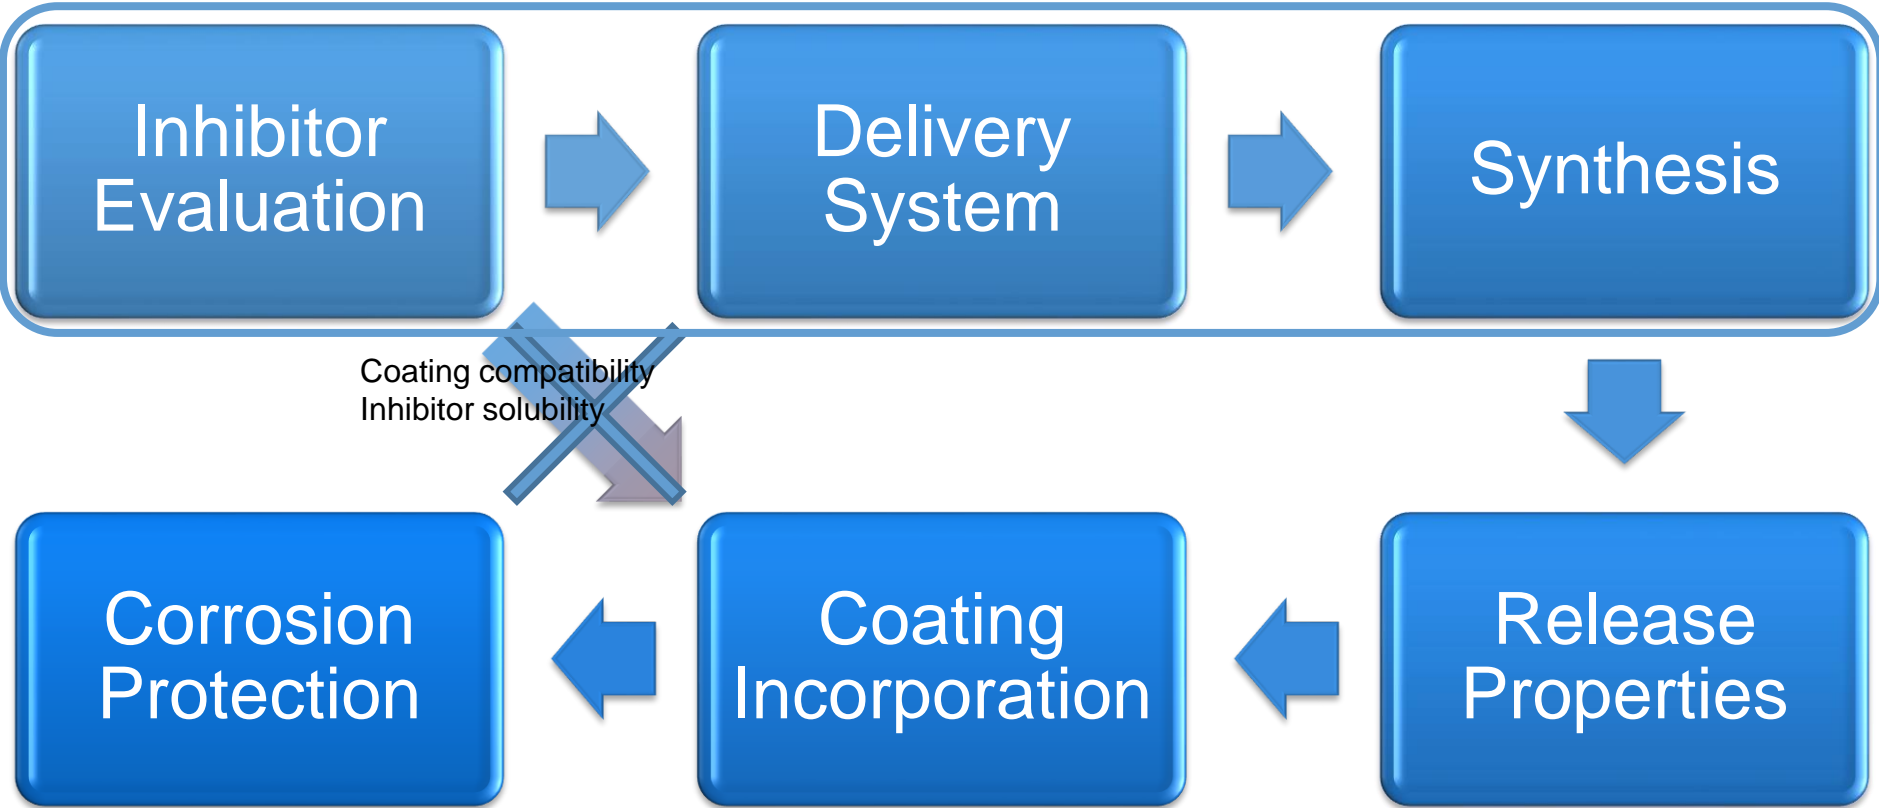 Inhibitor
Evaluation
Delivery
System
Synthesis
Coating compatibility
Inhibitor solubility
Corrosion
Protection
Coating
Incorporation
Release
Properties